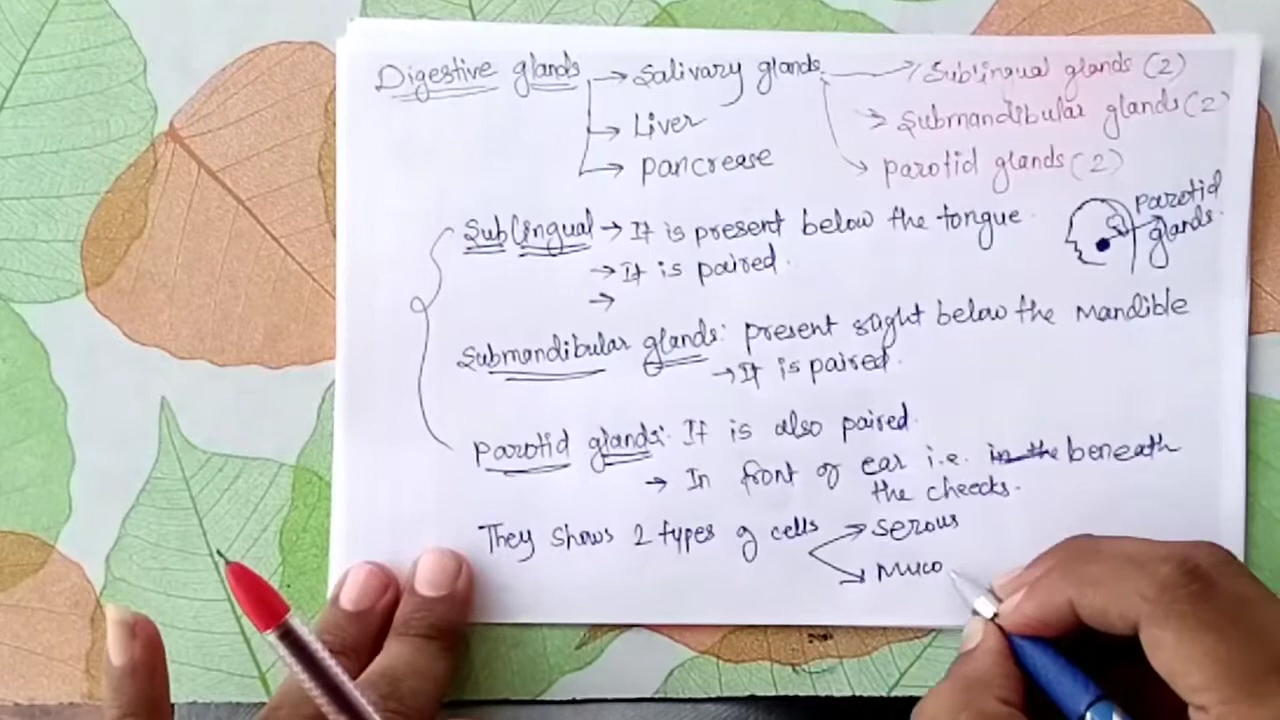 Digestive glands → Salivary glands → Sublingual glands (2)
→ Liver → Submandibular glands (2)
→ pancrease → parotid glands (2)
Sublingual → It is present below the tongue.
parotid glands.
→ It is paired.
→
Submandibular glands: present right below the Mandible
→ It is paired.
parotid glands: It is also paired.
→ In front of ear i.e. in the beneath
the cheecks.
They shows 2 types of cells → Serous
→ Muco